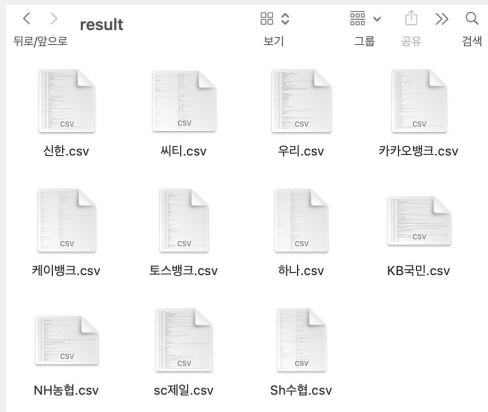 result
뒤로/앞으로
보기
그룹
공유
검색
CSV
CSV
CSV
CSV
신한.csv
씨티.csv
우리.csv
카카오뱅크.csv
CSV
CSV
CSV
CSV
케이뱅크.csv
토스뱅크.csv
하나.csv
KB국민.csv
CSV
CSV
CSV
NH농협.csv
sc제일.csv
Sh수협.csv